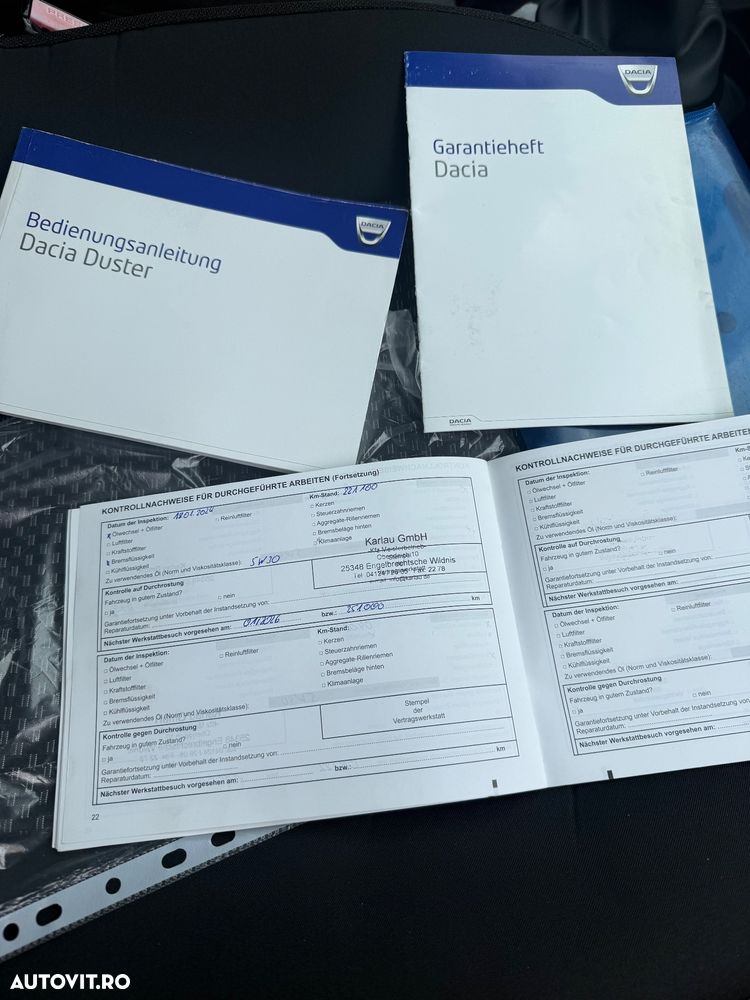 DACIA
Garantieheft
Dacia
DACIA
Bedienungsanleitung
Dacia Duster
DACIA
KONTROLLNACHWEISE FÜR DURCHGEFÜHRTE ARBEITEN (Fortsetzung)
Datum der Inspektion: 18.01.2024
Km-Stand: 221100
x Ölwechsel + Ölfilter
□ Reinluftfilter
□ Kerzen
□ Luftfilter
□ Steuerzahnriemen
□ Kraftstofffilter
□ Aggregate-Rillenriemen
Bremsflüssigkeit
□ Bremsbeläge hinten
□ Kühlflüssigkeit
□ Klimaanlage
Zu verwendendes Öl (Norm und Viskositätsklasse): 5W30
Karlau GmbH
25348 Engelbrechtsche Wildnis
Kontrolle auf Durchrostung
Fahrzeug in gutem Zustand?
□ ja
□ nein
Garantiefortsetzung unter Vorbehalt der Instandsetzung von:
Reparaturdatum:
Nächster Werkstattbesuch vorgesehen am: 01/2026 bzw.: 251000 km
Datum der Inspektion:
Km-Stand:
□ Ölwechsel + Ölfilter
□ Reinluftfilter
□ Kerzen
□ Luftfilter
□ Steuerzahnriemen
□ Kraftstofffilter
□ Aggregate-Rillenriemen
□ Bremsflüssigkeit
□ Bremsbeläge hinten
□ Kühlflüssigkeit
□ Klimaanlage
Zu verwendendes Öl (Norm und Viskositätsklasse):
Kontrolle gegen Durchrostung
Stempel
der
Vertragswerkstatt
Fahrzeug in gutem Zustand?
□ ja
□ nein
Garantiefortsetzung unter Vorbehalt der Instandsetzung von:
Reparaturdatum:
Nächster Werkstattbesuch vorgesehen am: bzw.: km
22
KONTROLLNACHWEISE FÜR DURCHGEFÜHRTE ARBEITEN
Datum der Inspektion:
Km-Stand:
□ Ölwechsel + Ölfilter
□ Reinluftfilter
□ Luftfilter
□ Kraftstofffilter
□ Bremsflüssigkeit
□ Kühlflüssigkeit
Zu verwendendes Öl (Norm und Viskositätsklasse):
Kontrolle auf Durchrostung
Fahrzeug in gutem Zustand?
□ ja
□ nein
Garantiefortsetzung unter Vorbehalt der Instandsetzung
Reparaturdatum:
Nächster Werkstattbesuch vorgesehen am:
Datum der Inspektion:
□ Ölwechsel + Ölfilter
□ Reinluftfilter
□ Luftfilter
□ Kraftstofffilter
□ Bremsflüssigkeit
□ Kühlflüssigkeit
Zu verwendendes Öl (Norm und Viskositätsklasse):
Kontrolle gegen Durchrostung
Fahrzeug in gutem Zustand?
□ ja
□ nein
Garantiefortsetzung unter Vorbehalt der Instandsetzung
Reparaturdatum:
Nächster Werkstattbesuch vorgesehen am:
AUTOVIT.RO